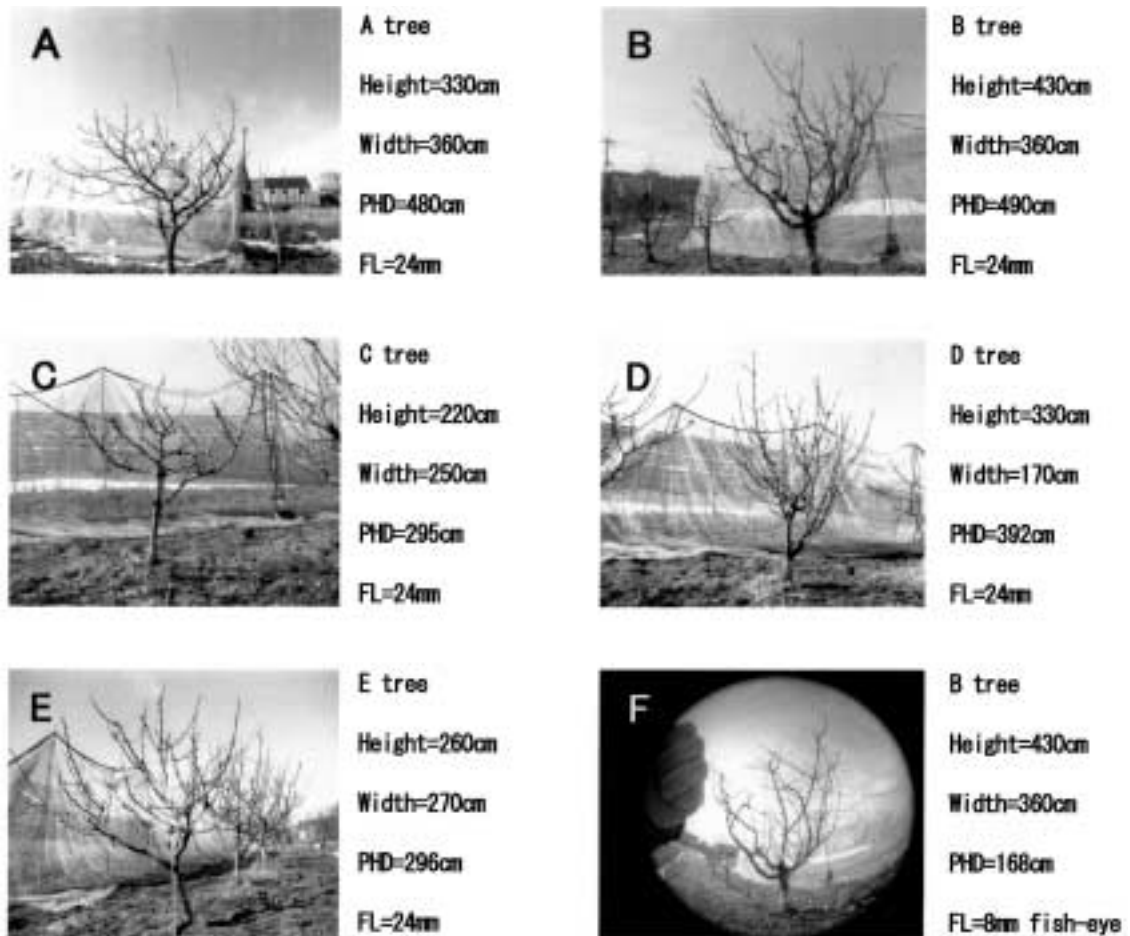 A
A tree
Height=330cm
Width=360cm
PHD=480cm
FL=24mm
B
B tree
Height=430cm
Width=360cm
PHD=490cm
FL=24mm
C
C tree
Height=220cm
Width=250cm
PHD=295cm
FL=24mm
D
D tree
Height=330cm
Width=170cm
PHD=392cm
FL=24mm
E
E tree
Height=260cm
Width=270cm
PHD=296cm
FL=24mm
F
B tree
Height=430cm
Width=360cm
PHD=168cm
FL=8mm fish-eye